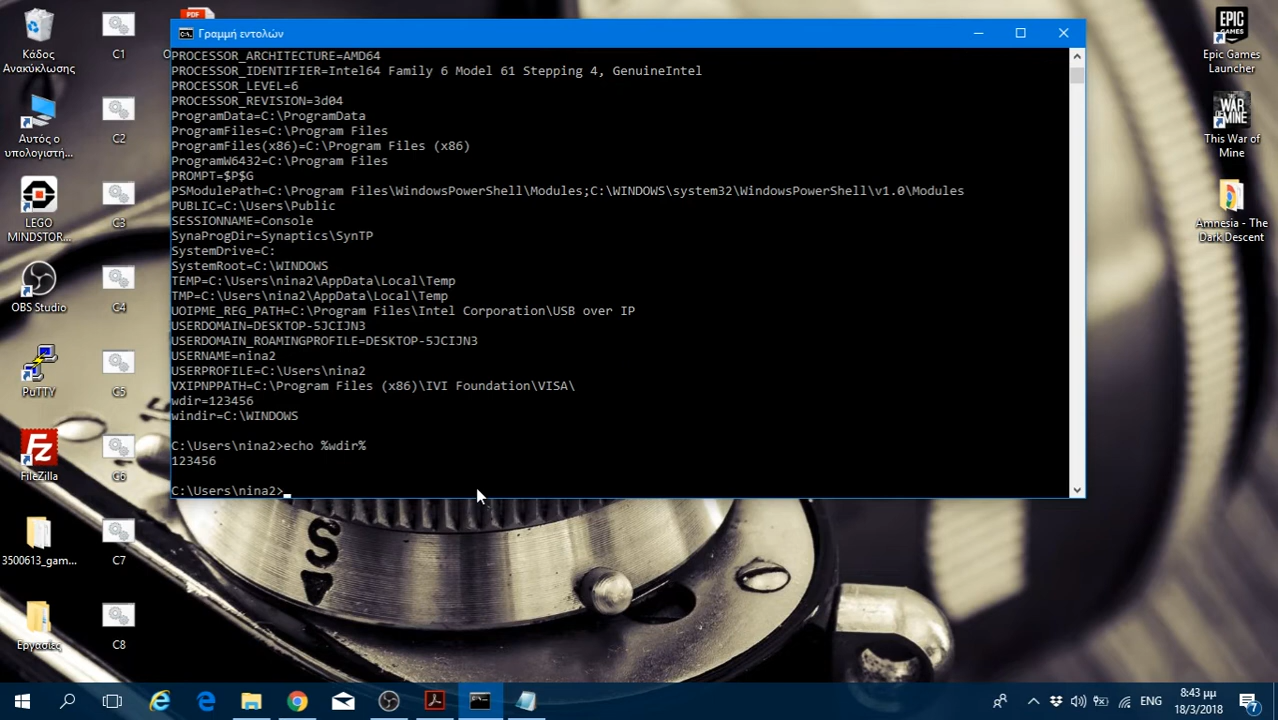 Γραμμή εντολών
PROCESSOR_ARCHITECTURE=AMD64
PROCESSOR_IDENTIFIER=Intel64 Family 6 Model 61 Stepping 4, GenuineIntel
PROCESSOR_LEVEL=6
PROCESSOR_REVISION=3d04
ProgramData=C:\ProgramData
ProgramFiles=C:\Program Files
ProgramFiles(x86)=C:\Program Files (x86)
ProgramW6432=C:\Program Files
PROMPT=$P$G
PSModulePath=C:\Program Files\WindowsPowerShell\Modules;C:\WINDOWS\system32\WindowsPowerShell\v1.0\Modules
PUBLIC=C:\Users\Public
SESSIONNAME=Console
SynaProgDir=Synaptics\SynTP
SystemDrive=C:
SystemRoot=C:\WINDOWS
TEMP=C:\Users\nina2\AppData\Local\Temp
TMP=C:\Users\nina2\AppData\Local\Temp
UOIPME_REG_PATH=C:\Program Files\Intel Corporation\USB over IP
USERDOMAIN=DESKTOP-5JCIJN3
USERDOMAIN_ROAMINGPROFILE=DESKTOP-5JCIJN3
USERNAME=nina2
USERPROFILE=C:\Users\nina2
VXIPNPPATH=C:\Program Files (x86)\IVI Foundation\VISA\
wdir=123456
windir=C:\WINDOWS
C:\Users\nina2>echo %wdir%
123456
C:\Users\nina2>
Κάδος
Ανακύκλωσης
Αυτός ο
υπολογιστή...
LEGO
MINDSTOR...
OBS Studio
PuTTY
FileZilla
3500613_gam...
Εργασίες
C1
C2
C3
C4
C5
C6
C7
C8
PDF
Epic Games
Launcher
This War of
Mine
Amnesia - The
Dark Descent
S
ENG
8:43 μμ
18/3/2018
7